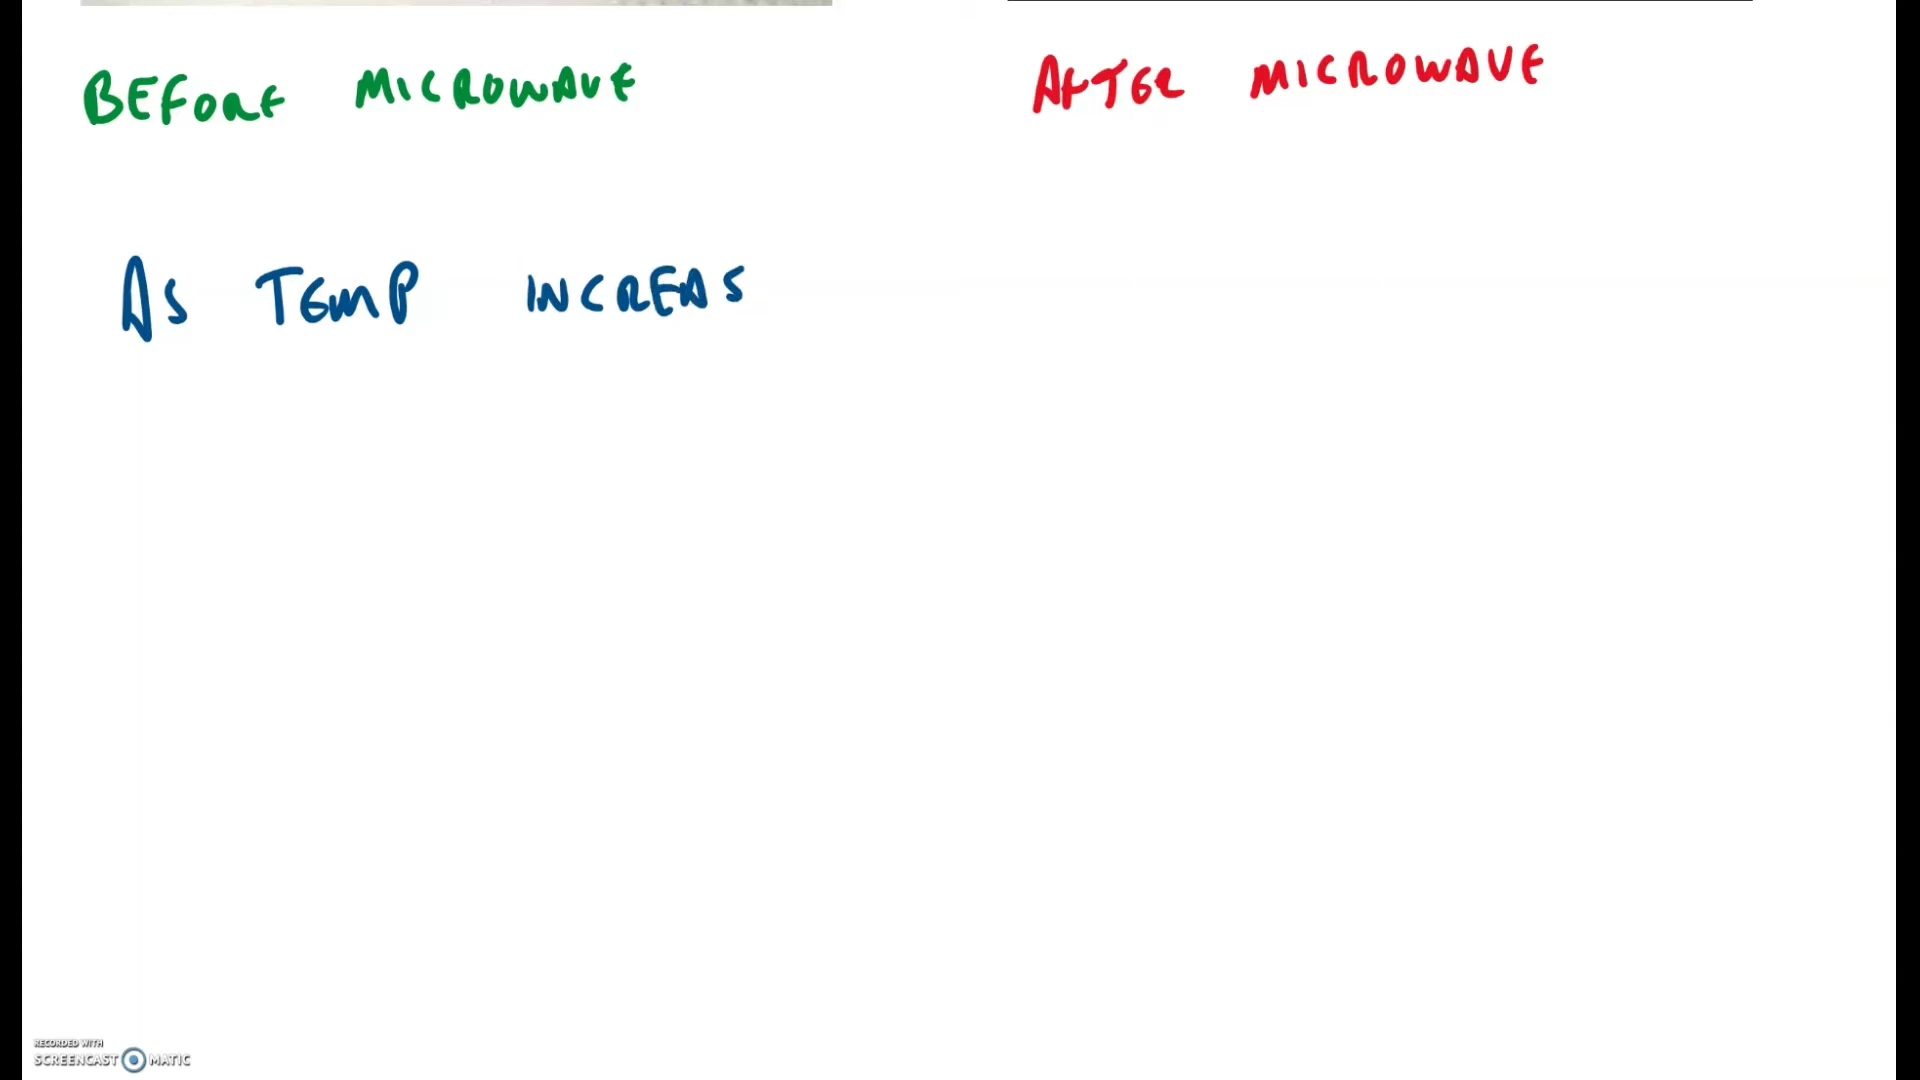 BEFORE MICROWAVE
AFTER MICROWAVE
AS TEMP INCREAS
RECORDED WITH
SCREENCAST MATIC